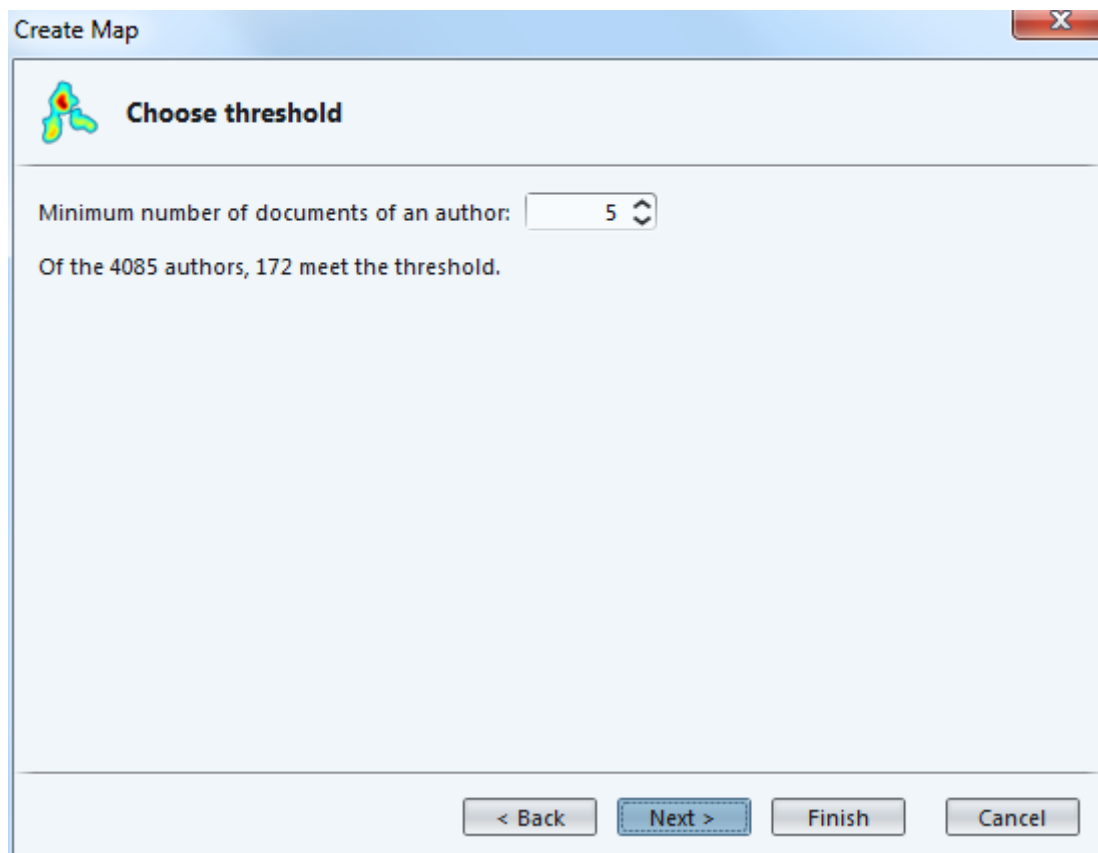 Create Map
x
Choose threshold
Minimum number of documents of an author: 5
Of the 4085 authors, 172 meet the threshold.
< Back Next > Finish Cancel